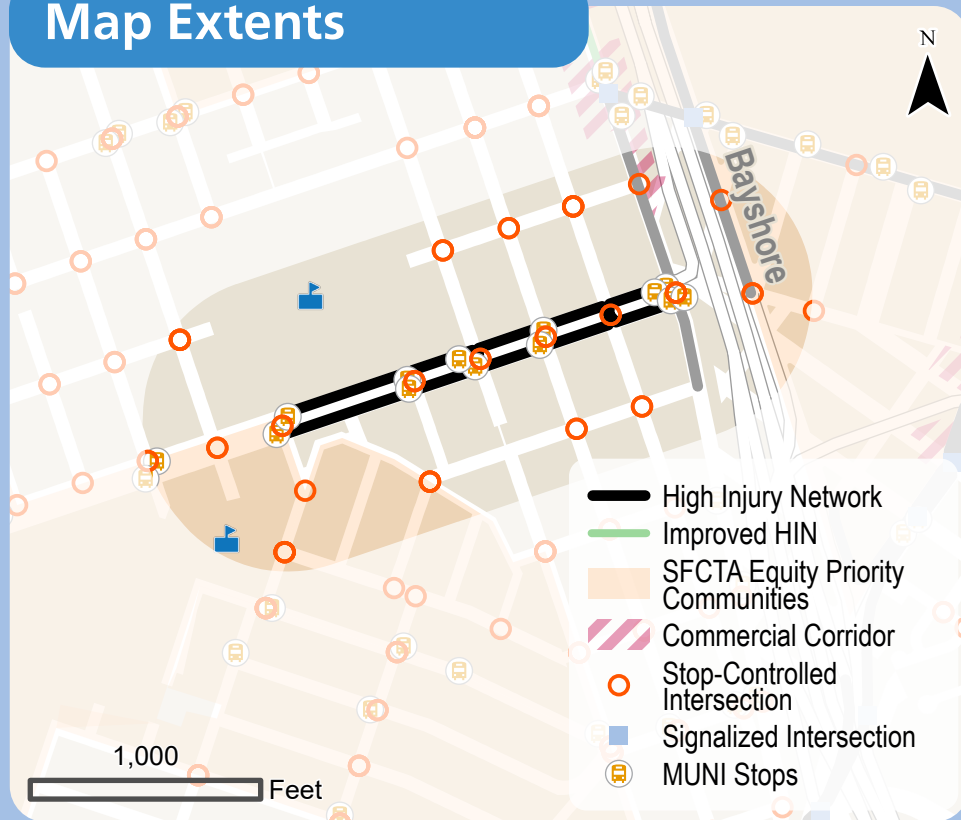 Map Extents
N
Bayshore
High Injury Network
Improved HIN
SFCTA Equity Priority
Communities
Commercial Corridor
Stop-Controlled
Intersection
Signalized Intersection
MUNI Stops
1,000
Feet